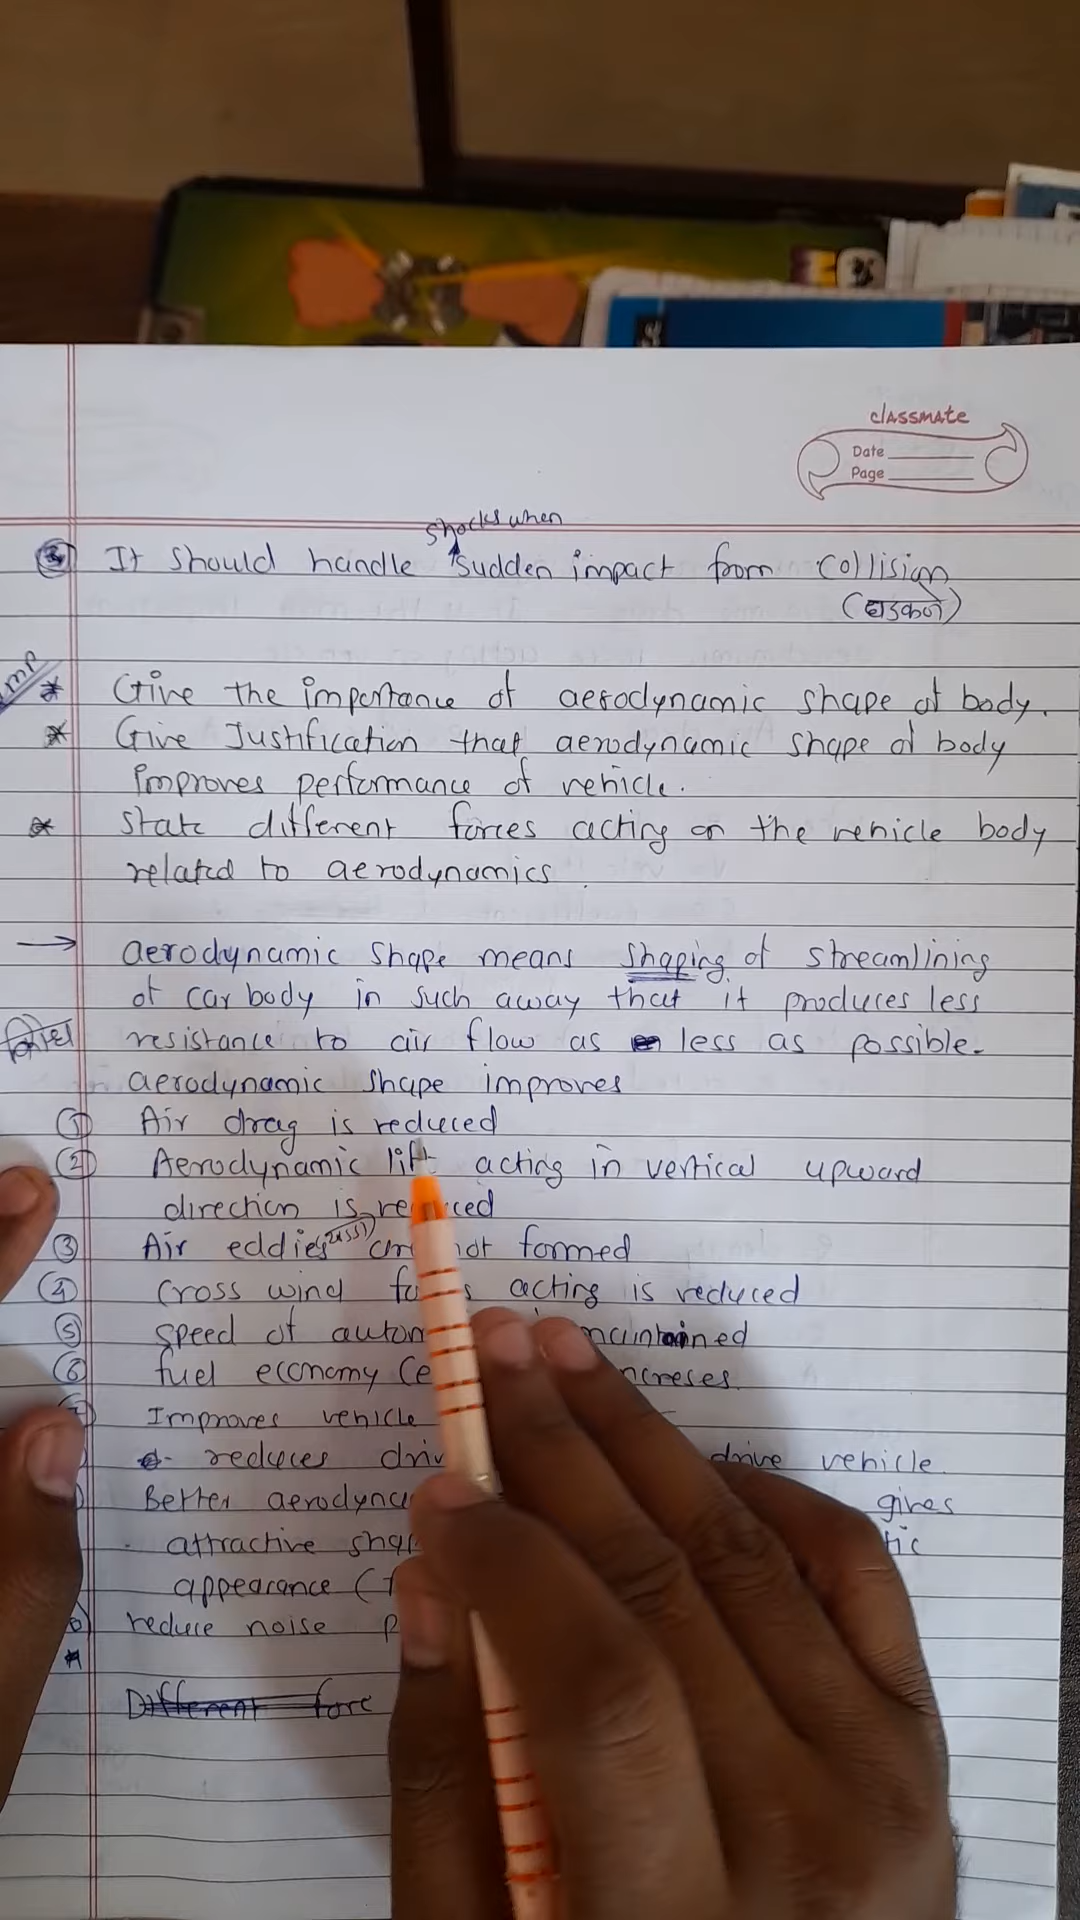 classmate
Date
Page
shocks when
③ It should handle sudden impact from collision
(धडकने)
IMP
* Give the importance of aerodynamic shape of body.
* Give Justification that aerodynamic shape of body
improves performance of vehicle.
* State different forces acting on the vehicle body
related to aerodynamics.
→ aerodynamic shape means shaping of streamlining
of car body in such away that it produces less
resistance to air flow as less as possible.
aerodynamic shape improves
① Air drag is reduced
② Aerodynamic lift acting in vertical upward
direction is reduced
③ Air eddies are not formed
④ Cross wind acting is reduced
⑤ speed of maintained
⑥ fuel economy increses.
Improves vehicle
reduces drive vehicle.
Better gives
attractive
appearance
reduce noise
*
Different forc